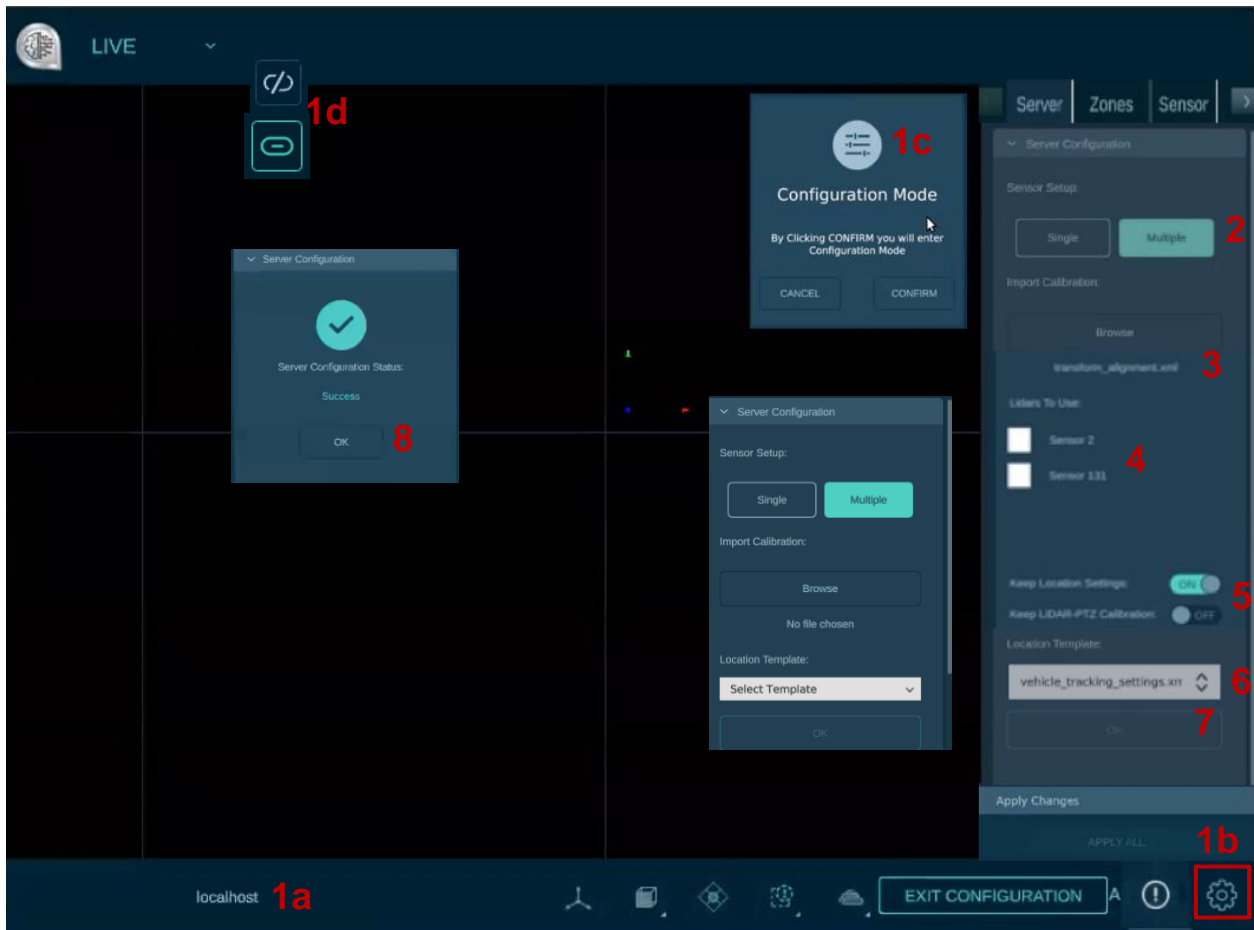 LIVE
1d
1c
Configuration Mode
By Clicking CONFIRM you will enter
Configuration Mode
CANCEL
CONFIRM
Server Configuration
Server Configuration Status:
Success
OK
8
Server Configuration
Sensor Setup:
Single
Multiple
Import Calibration:
Browse
No file chosen
Location Template:
Select Template
OK
Server
Zones
Sensor
Server Configuration
Sensor Setup:
Single
Multiple
2
Import Calibration:
Browse
transform_alignment.xml
3
Lidars To Use:
Sensor 2
Sensor 131
4
Keep Location Settings:
ON
5
Keep LiDAR-PTZ Calibration:
OFF
Location Template:
vehicle_tracking_settings.xm
6
OK
7
Apply Changes
APPLY ALL
1b
localhost
1a
EXIT CONFIGURATION
A